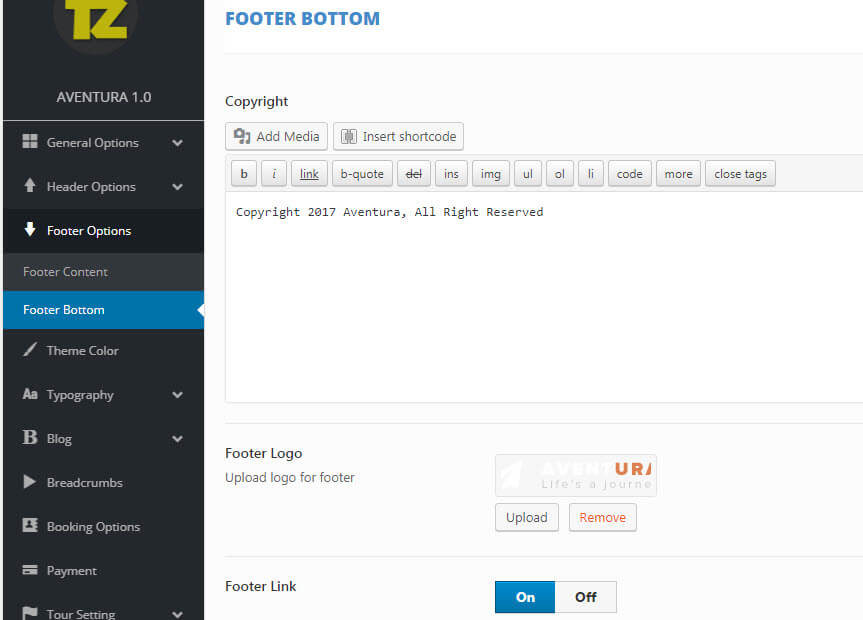 TZ
AVENTURA 1.0
General Options
Header Options
Footer Options
Footer Content
Footer Bottom
Theme Color
Aa Typography
B Blog
Breadcrumbs
Booking Options
Payment
Tour Setting
FOOTER BOTTOM
Copyright
Add Media Insert shortcode
b i link b-quote del ins img ul ol li code more close tags
Copyright 2017 Aventura, All Right Reserved
Footer Logo
Upload logo for footer
AVENTURA
Life's a Journe
Upload Remove
Footer Link
On Off